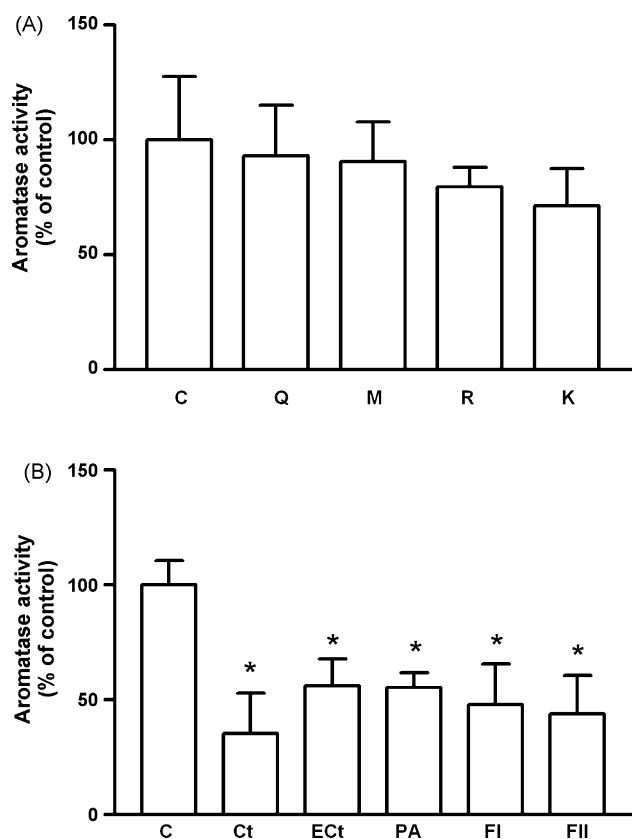 (A)
150
100
50
0
Aromatase activity
(% of control)
C Q M R K
(B)
150
100
50
0
Aromatase activity
(% of control)
* * * * *
C Ct ECt PA FI FII